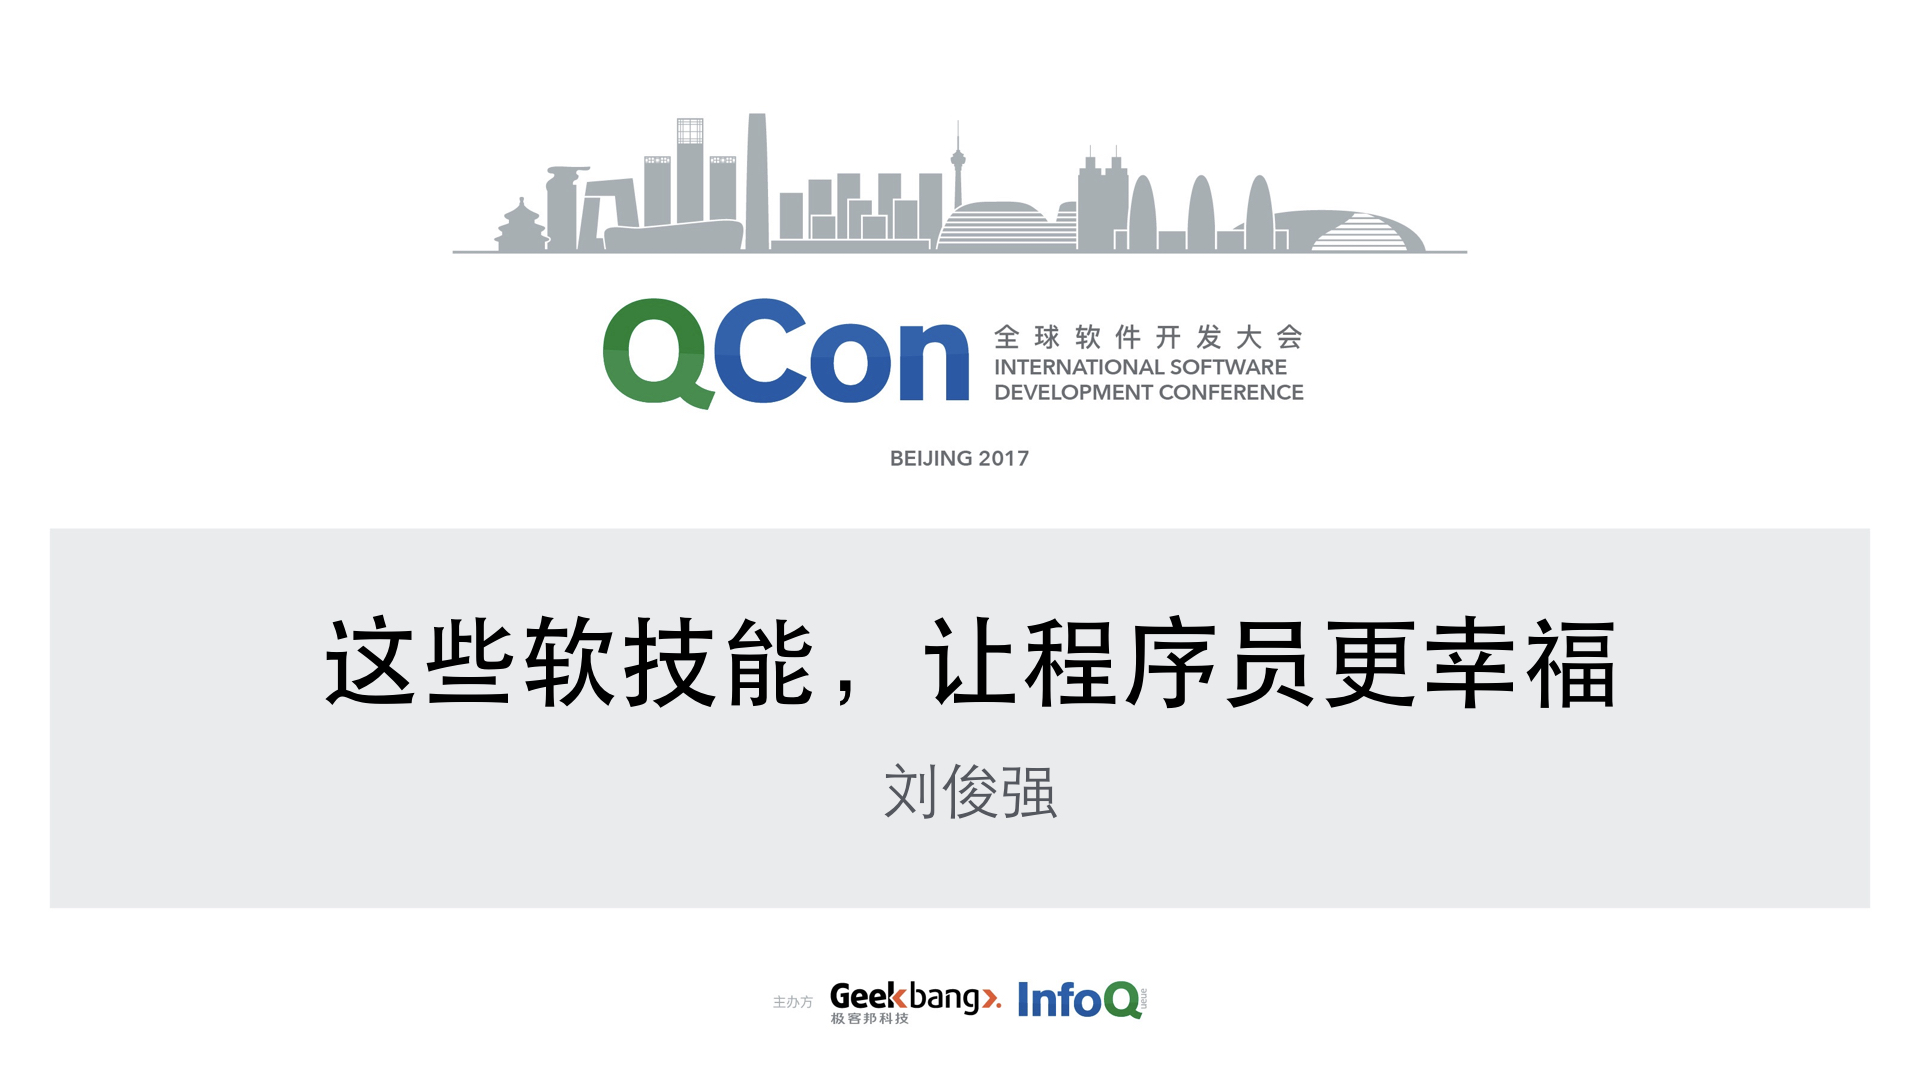 QCon
全球软件开发大会
INTERNATIONAL SOFTWARE
DEVELOPMENT CONFERENCE
BEIJING 2017
这些软技能，让程序员更幸福
刘俊强
主办方
Geekbang
极客邦科技
InfoQ
ueue